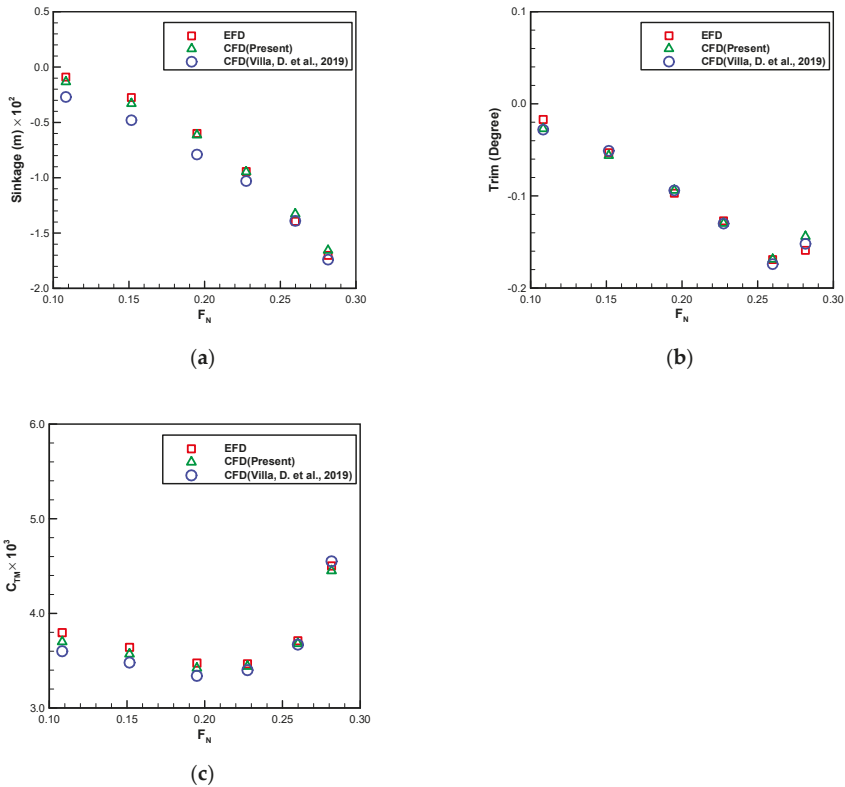 0.5
0.0
-0.5
-1.0
-1.5
-2.0
Sinkage (m) × 10²
EFD
CFD(Present)
CFD(Villa, D. et al., 2019)
0.10 0.15 0.20 0.25 0.30
F_N
(a)
0.1
0.0
-0.1
-0.2
Trim (Degree)
EFD
CFD(Present)
CFD(Villa, D. et al., 2019)
0.10 0.15 0.20 0.25 0.30
F_N
(b)
6.0
5.0
4.0
3.0
C_TM × 10³
EFD
CFD(Present)
CFD(Villa, D. et al., 2019)
0.10 0.15 0.20 0.25 0.30
F_N
(c)